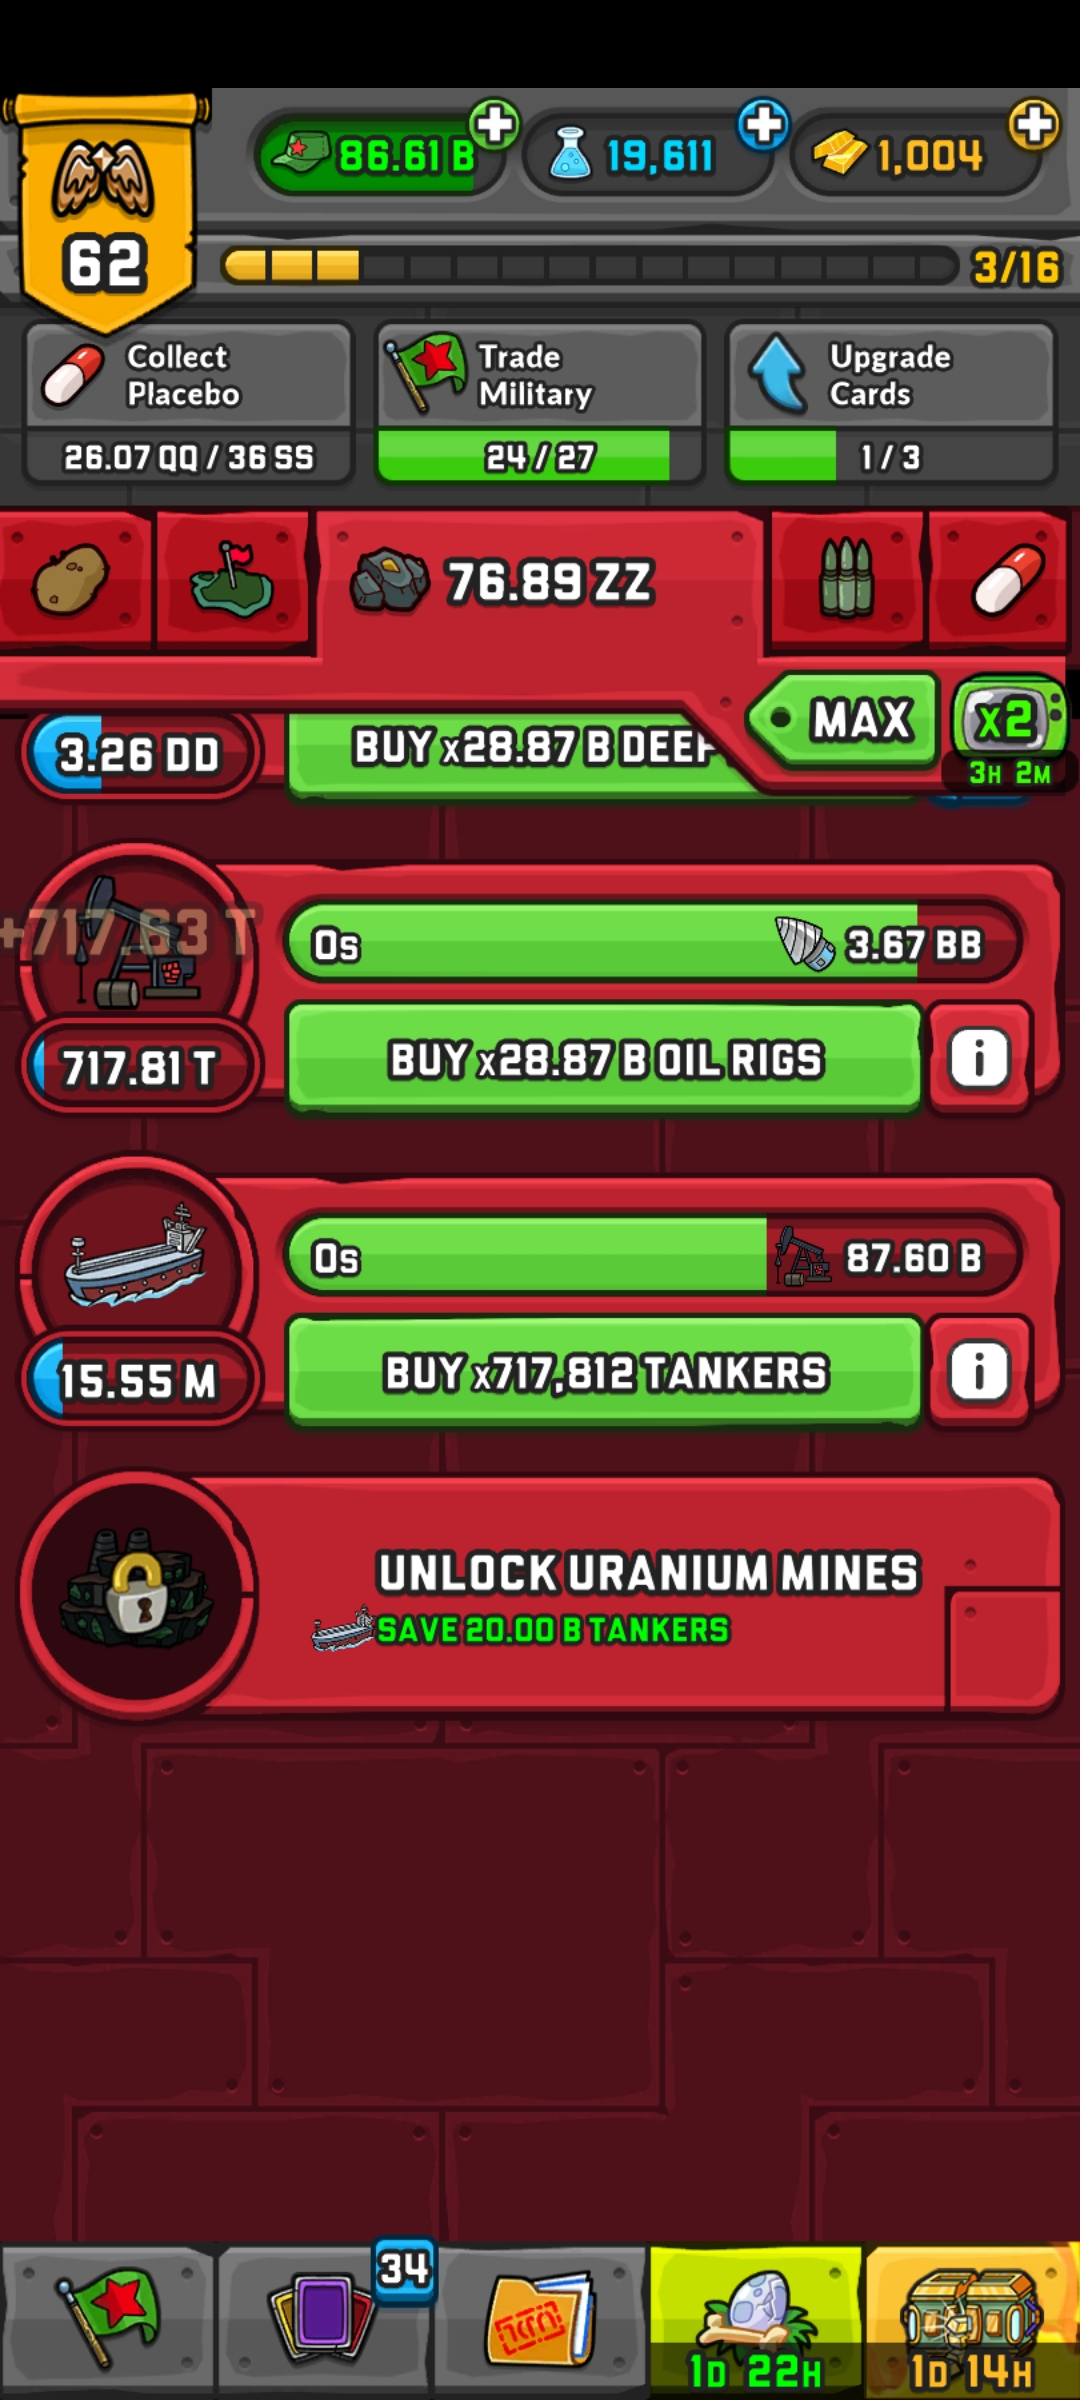 86.61 B
19,611
1,004
62
3/16
Collect
Placebo
26.07 QQ / 36 SS
Trade
Military
24 / 27
Upgrade
Cards
1 / 3
76.89 ZZ
MAX
x2
3H 2M
3.26 DD
BUY x28.87 B DEEP
+717.63 T
0s
3.67 BB
717.81 T
BUY x28.87 B OIL RIGS
i
0s
87.60 B
15.55 M
BUY x717,812 TANKERS
i
UNLOCK URANIUM MINES
SAVE 20.00 B TANKERS
34
1D 22H
1D 14H